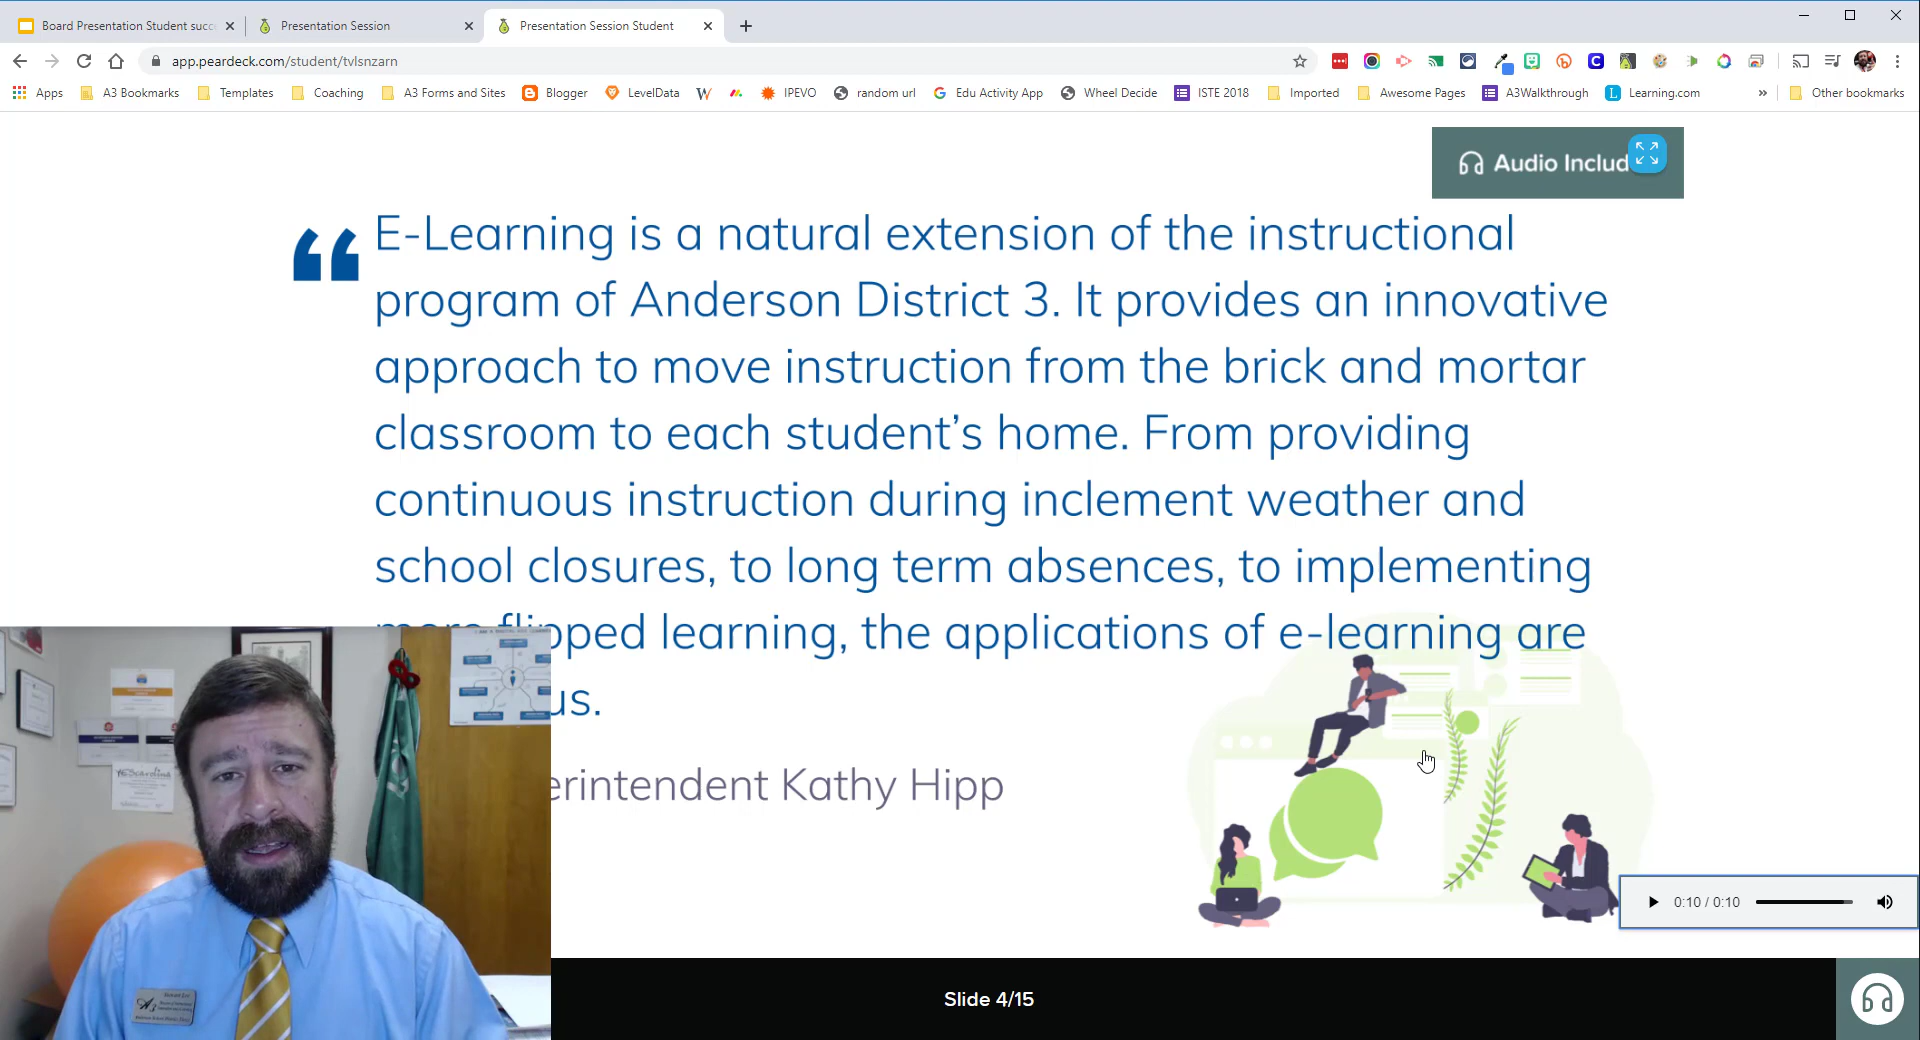 Board Presentation Student succ
Presentation Session
Presentation Session Student
app.peardeck.com/student/tvlsnzarn
Apps
A3 Bookmarks
Templates
Coaching
A3 Forms and Sites
Blogger
LevelData
IPEVO
random url
Edu Activity App
Wheel Decide
ISTE 2018
Imported
Awesome Pages
A3Walkthrough
Learning.com
»
Other bookmarks
Audio Includ
“ E-Learning is a natural extension of the instructional
program of Anderson District 3. It provides an innovative
approach to move instruction from the brick and mortar
classroom to each student’s home. From providing
continuous instruction during inclement weather and
school closures, to long term absences, to implementing
flipped learning, the applications of e-learning are
us.
erintendent Kathy Hipp
0:10 / 0:10
Slide 4/15